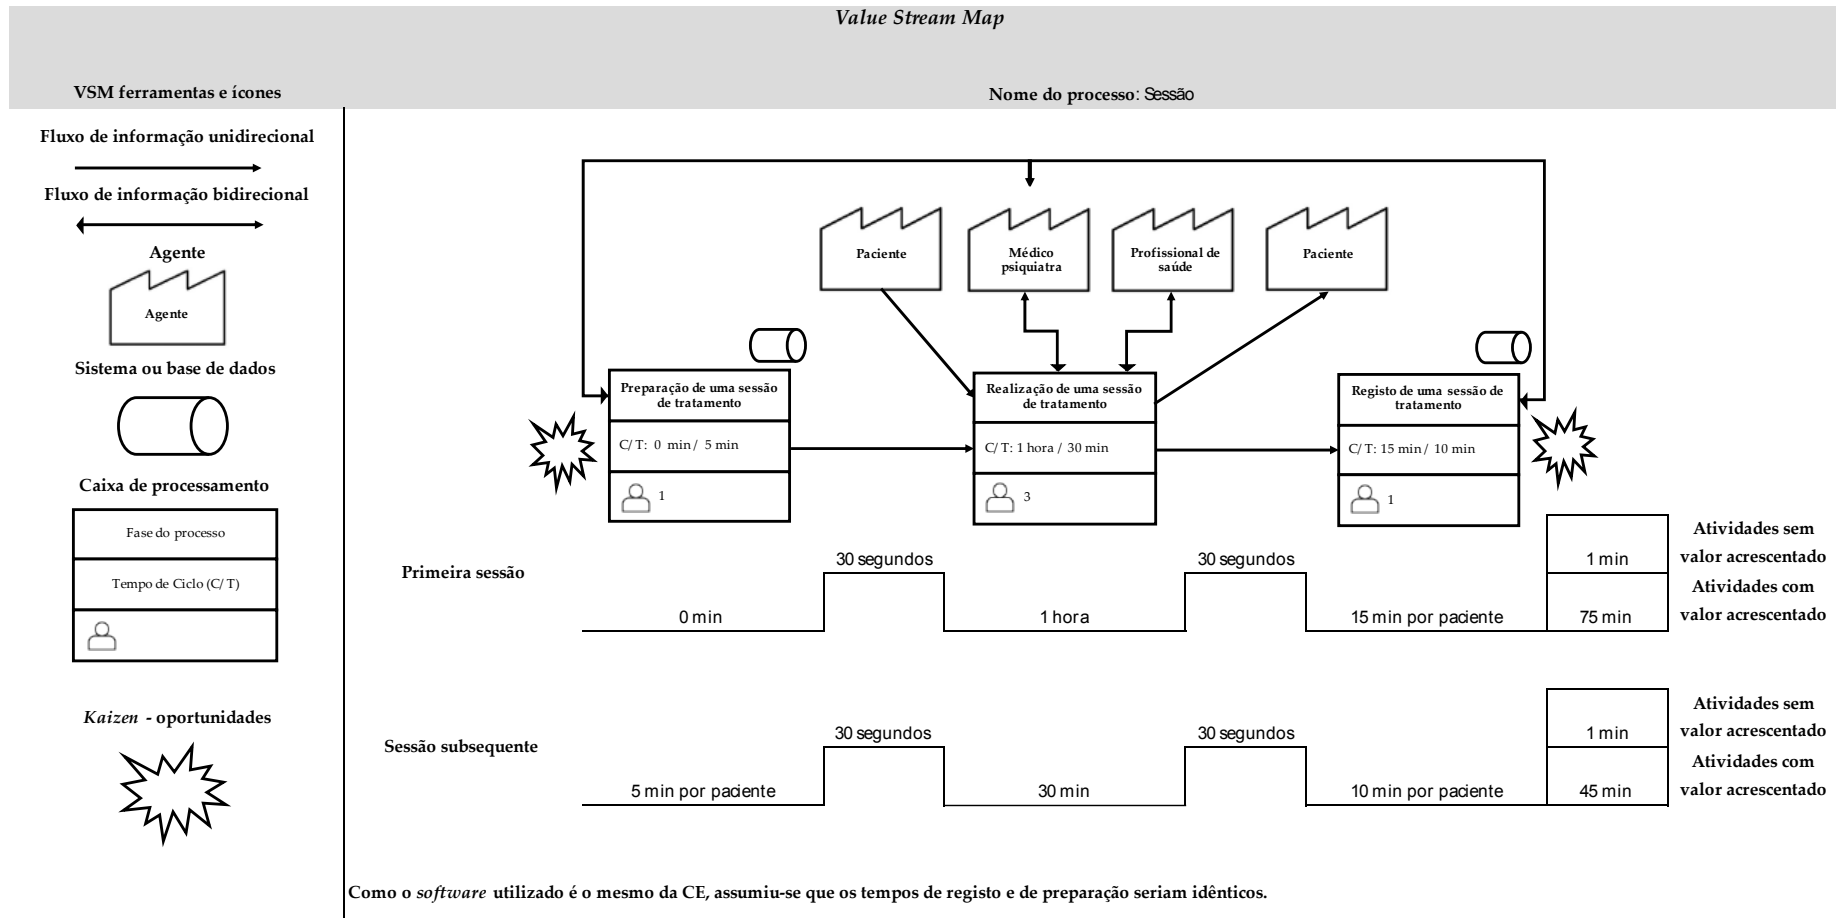 Value Stream Map
VSM ferramentas e ícones
Nome do processo: Sessão
Fluxo de informação unidirecional
Fluxo de informação bidirecional
Agente
Agente
Sistema ou base de dados
Caixa de processamento
Fase do processo
Tempo de Ciclo (C/T)
Kaizen - oportunidades
Paciente
Médico
psiquiatra
Profissional de
saúde
Paciente
Preparação de uma sessão
de tratamento
C/T: 0 min/ 5 min
1
Realização de uma sessão
de tratamento
C/T: 1 hora / 30 min
3
Registo de uma sessão de
tratamento
C/T: 15 min/ 10 min
1
Primeira sessão
0 min
30 segundos
1 hora
30 segundos
15 min por paciente
1 min
75 min
Atividades sem
valor acrescentado
Atividades com
valor acrescentado
Sessão subsequente
5 min por paciente
30 segundos
30 min
30 segundos
10 min por paciente
1 min
45 min
Atividades sem
valor acrescentado
Atividades com
valor acrescentado
Como o software utilizado é o mesmo da CE, assumiu-se que os tempos de registo e de preparação seriam idênticos.